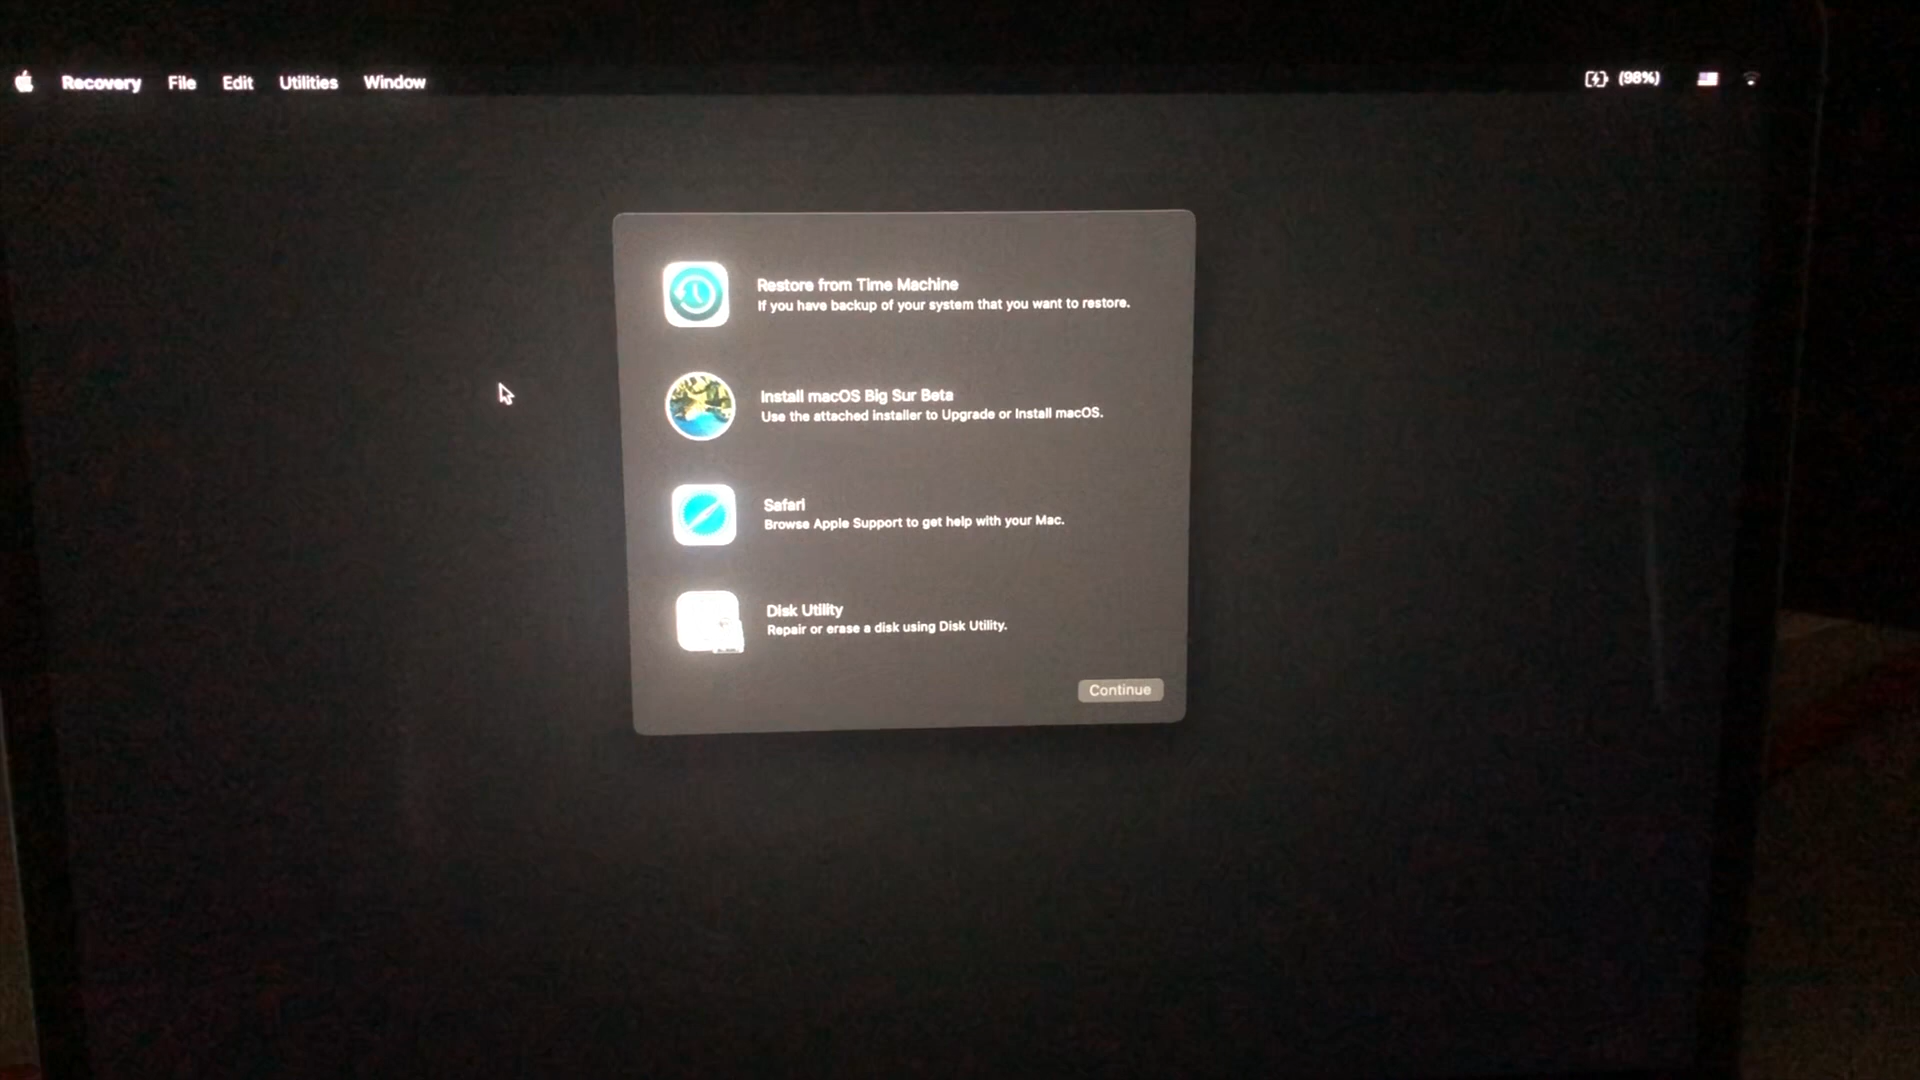 Recovery File Edit Utilities Window (98%)
Restore from Time Machine
If you have backup of your system that you want to restore.
Install macOS Big Sur Beta
Use the attached installer to Upgrade or Install macOS.
Safari
Browse Apple Support to get help with your Mac.
Disk Utility
Repair or erase a disk using Disk Utility.
Continue